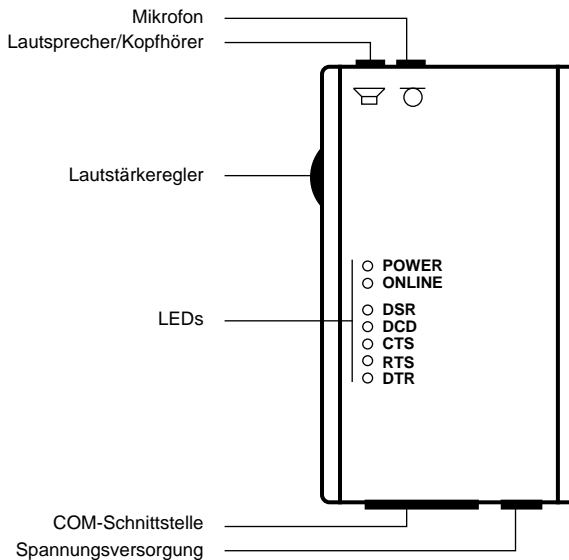 Mikrofon
Lautsprecher/Kopfhörer
Lautstärkeregler
POWER
ONLINE
DSR
LEDs
DCD
CTS
RTS
DTR
COM-Schnittstelle
Spannungsversorgung